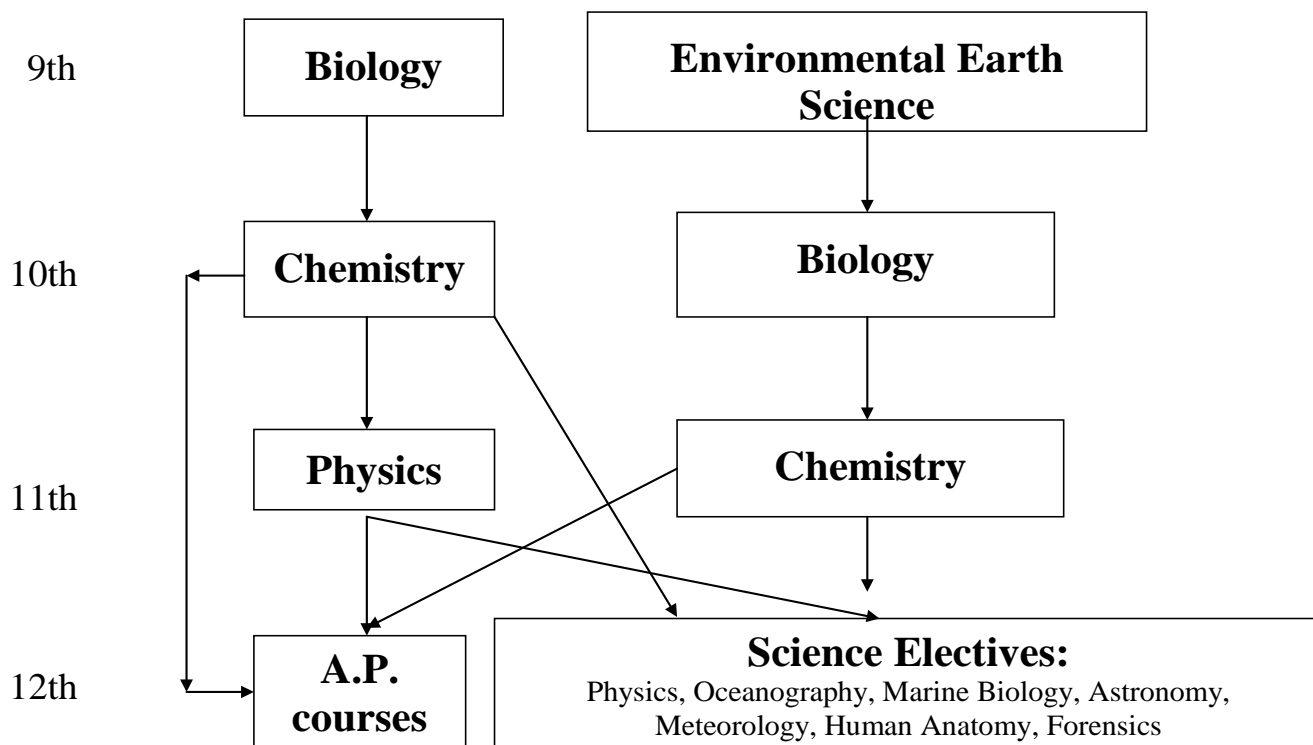 9th
Biology
Environmental Earth
Science
10th
Chemistry
Biology
11th
Physics
Chemistry
12th
A.P.
courses
Science Electives:
Physics, Oceanography, Marine Biology, Astronomy,
Meteorology, Human Anatomy, Forensics